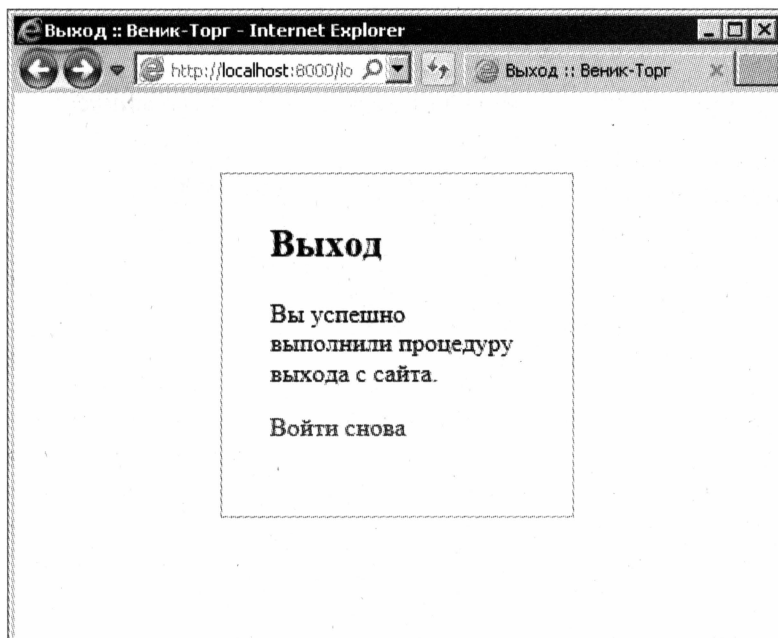 Выход :: Веник-Торг - Internet Explorer
http://localhost:8000/lo
Выход :: Веник-Торг
Выход
Вы успешно
выполнили процедуру
выхода с сайта.
Войти снова